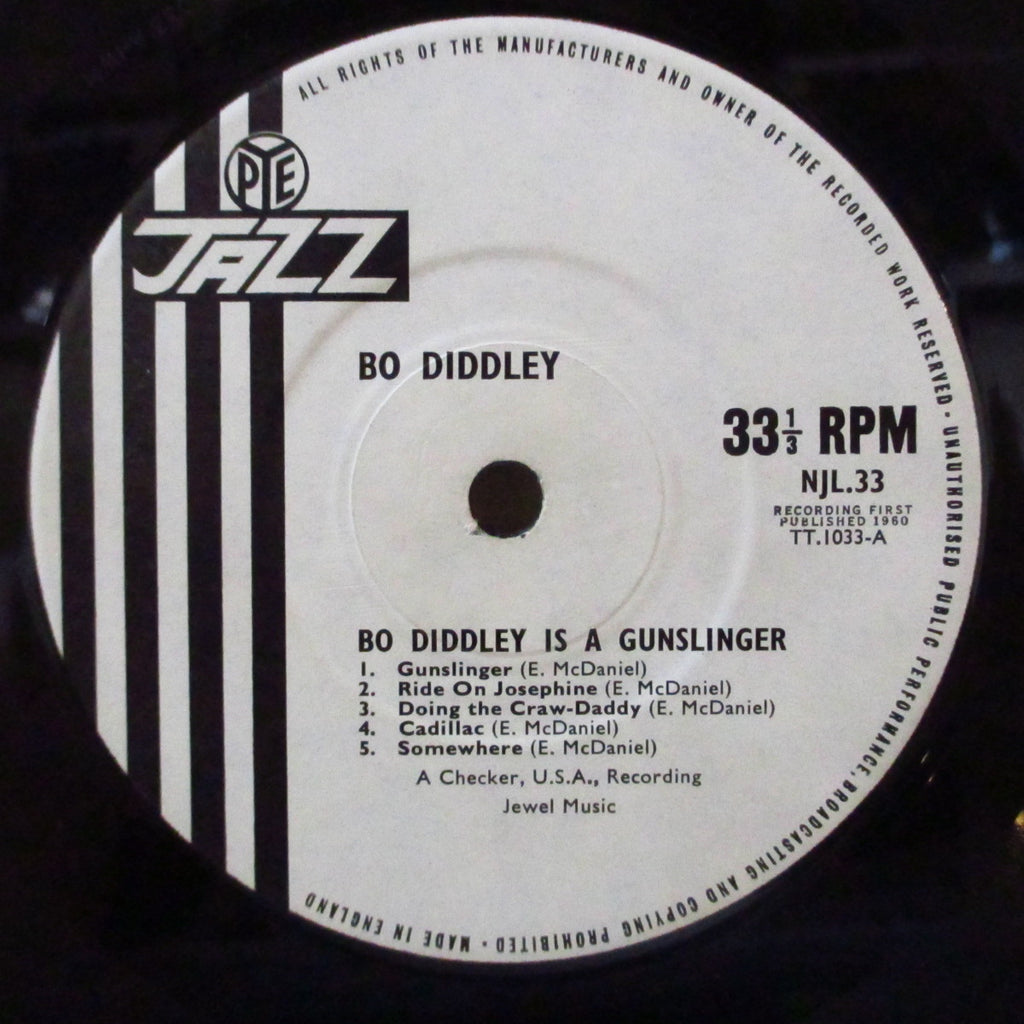 ALL RIGHTS OF THE MANUFACTURERS AND OWNER OF THE RECORDED WORK RESERVED · UNAUTHORISED PUBLIC PERFORMANCE, BROADCASTING AND COPYING PROHIBITED · MADE IN ENGLAND
PYE
JAZZ
BO DIDDLEY
33 1/3 RPM
NJL.33
RECORDING FIRST
PUBLISHED 1960
TT.1033-A
BO DIDDLEY IS A GUNSLINGER
1. Gunslinger (E. McDaniel)
2. Ride On Josephine (E. McDaniel)
3. Doing the Craw-Daddy (E. McDaniel)
4. Cadillac (E. McDaniel)
5. Somewhere (E. McDaniel)
A Checker, U.S.A., Recording
Jewel Music